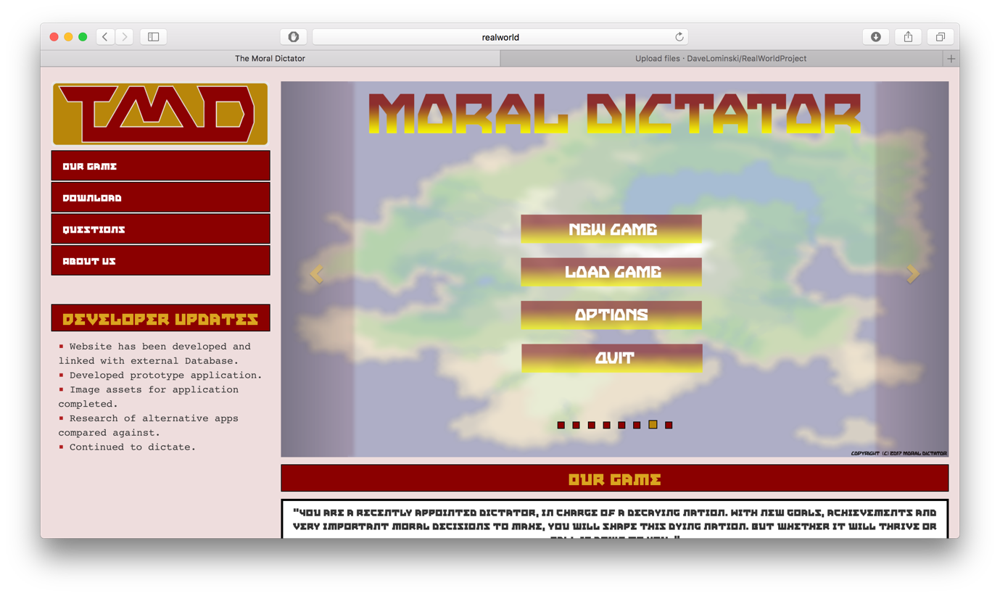 realworld
The Moral Dictator
Upload files · DaveLominski/RealWorldProject
TMD
OUR GAME
DOWNLOAD
QUESTIONS
ABOUT US
DEVELOPER UPDATES
Website has been developed and
linked with external Database.
Developed prototype application.
Image assets for application
completed.
Research of alternative apps
compared against.
Continued to dictate.
MORAL DICTATOR
NEW GAME
LOAD GAME
OPTIONS
QUIT
COPYRIGHT (C) 2017 MORAL DICTATOR
OUR GAME
"YOU ARE A RECENTLY APPOINTED DICTATOR, IN CHARGE OF A DECAYING NATION. WITH NEW GOALS, ACHIEVEMENTS AND
VERY IMPORTANT MORAL DECISIONS TO MAKE, YOU WILL SHAPE THIS DYING NATION. BUT WHETHER IT WILL THRIVE OR